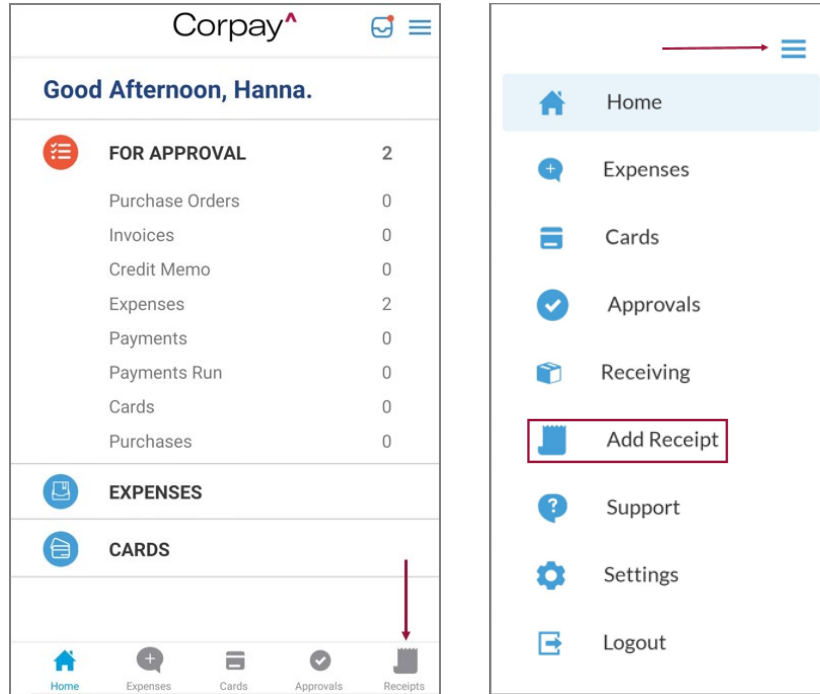 Corpay^
Good Afternoon, Hanna.
FOR APPROVAL 2
Purchase Orders 0
Invoices 0
Credit Memo 0
Expenses 2
Payments 0
Payments Run 0
Cards 0
Purchases 0
EXPENSES
CARDS
Home Expenses Cards Approvals Receipts
Home
Expenses
Cards
Approvals
Receiving
Add Receipt
Support
Settings
Logout